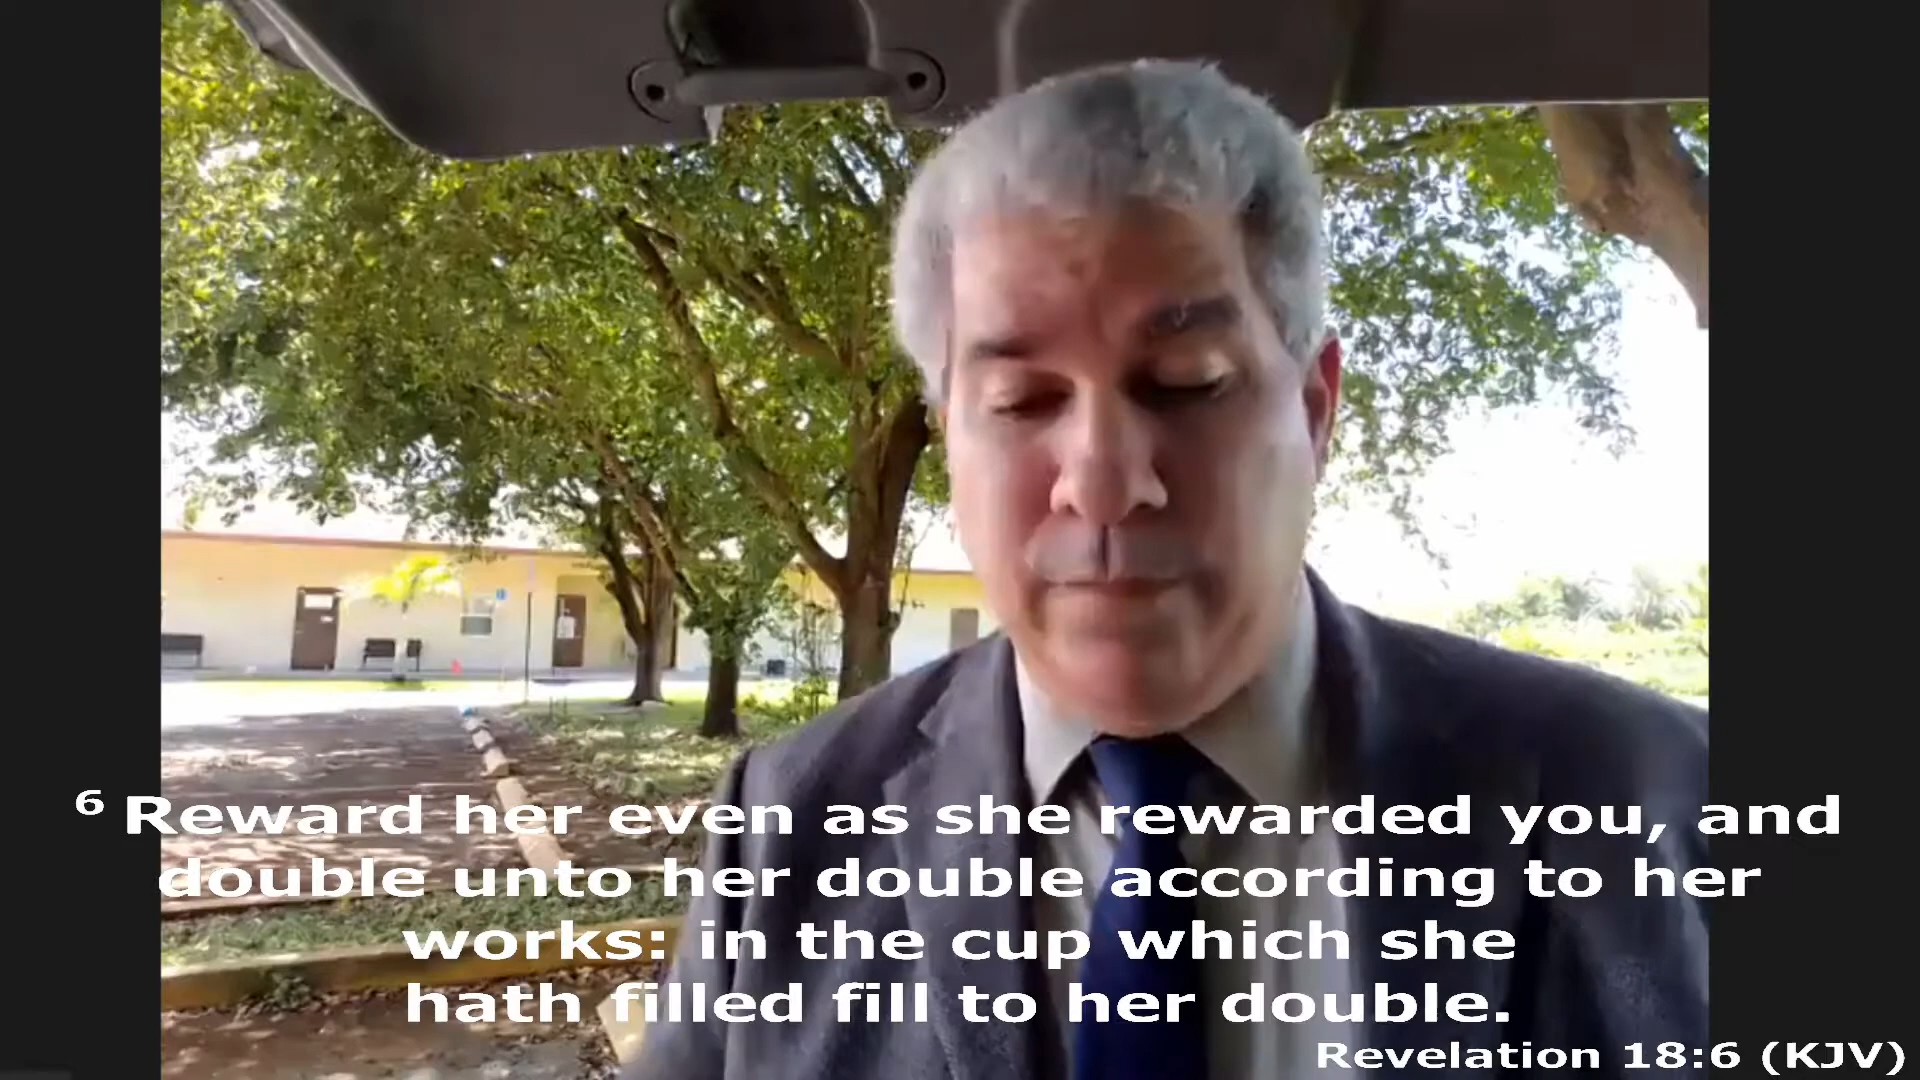 6 Reward her even as she rewarded you, and
double unto her double according to her
works: in the cup which she
hath filled fill to her double.
Revelation 18:6 (KJV)